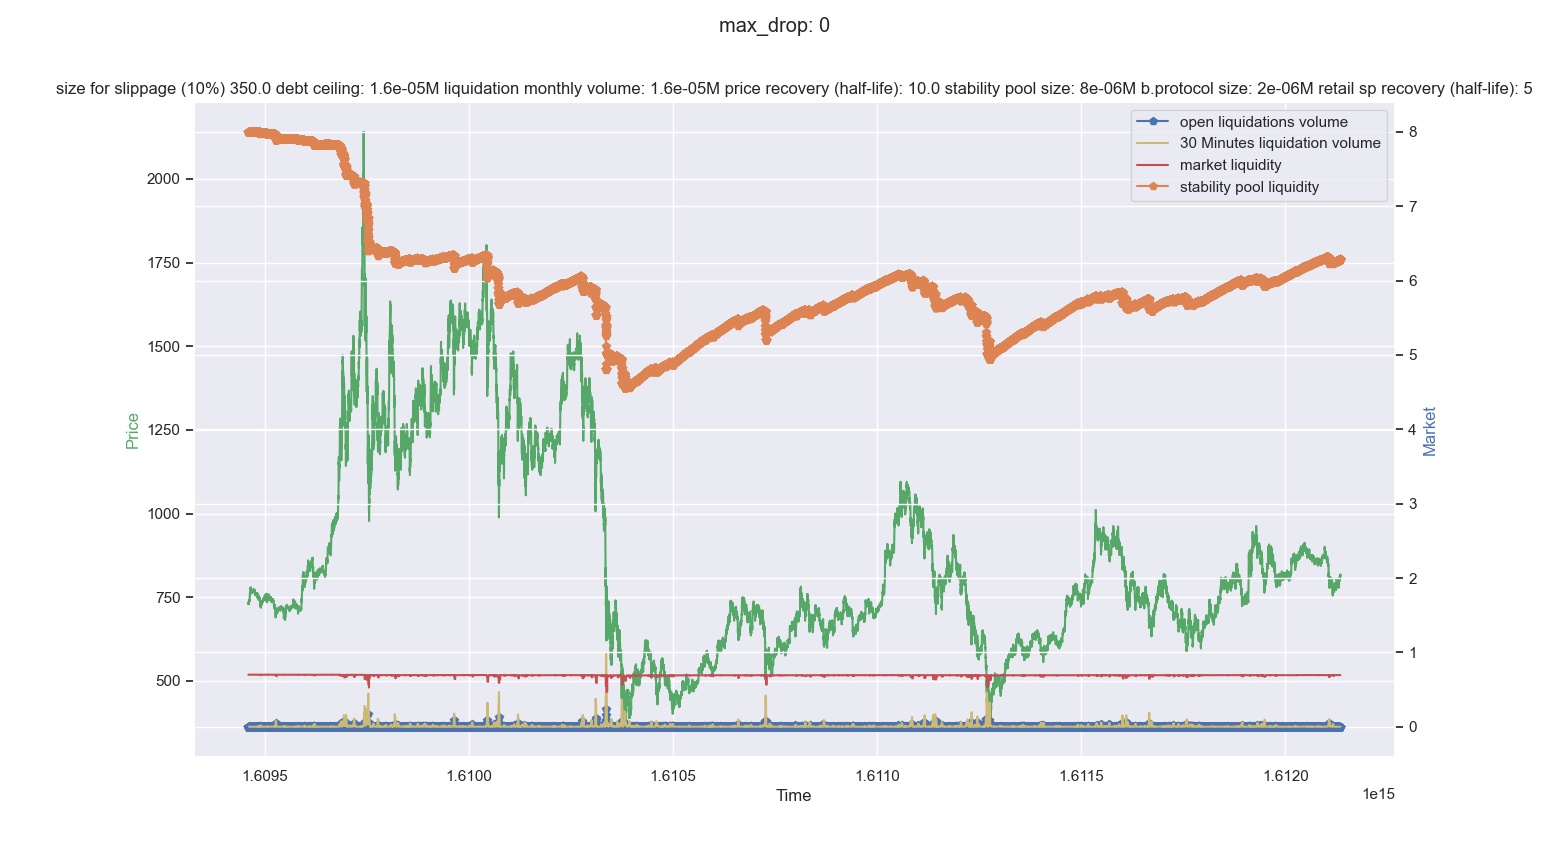 max_drop: 0
size for slippage (10%) 350.0 debt ceiling: 1.6e-05M liquidation monthly volume: 1.6e-05M price recovery (half-life): 10.0 stability pool size: 8e-06M b.protocol size: 2e-06M retail sp recovery (half-life): 5
open liquidations volume
30 Minutes liquidation volume
market liquidity
stability pool liquidity
2000
1750
1500
1250
1000
750
500
Price
8
7
6
5
4
3
2
1
0
Market
1.6095 1.6100 1.6105 1.6110 1.6115 1.6120
1e15
Time